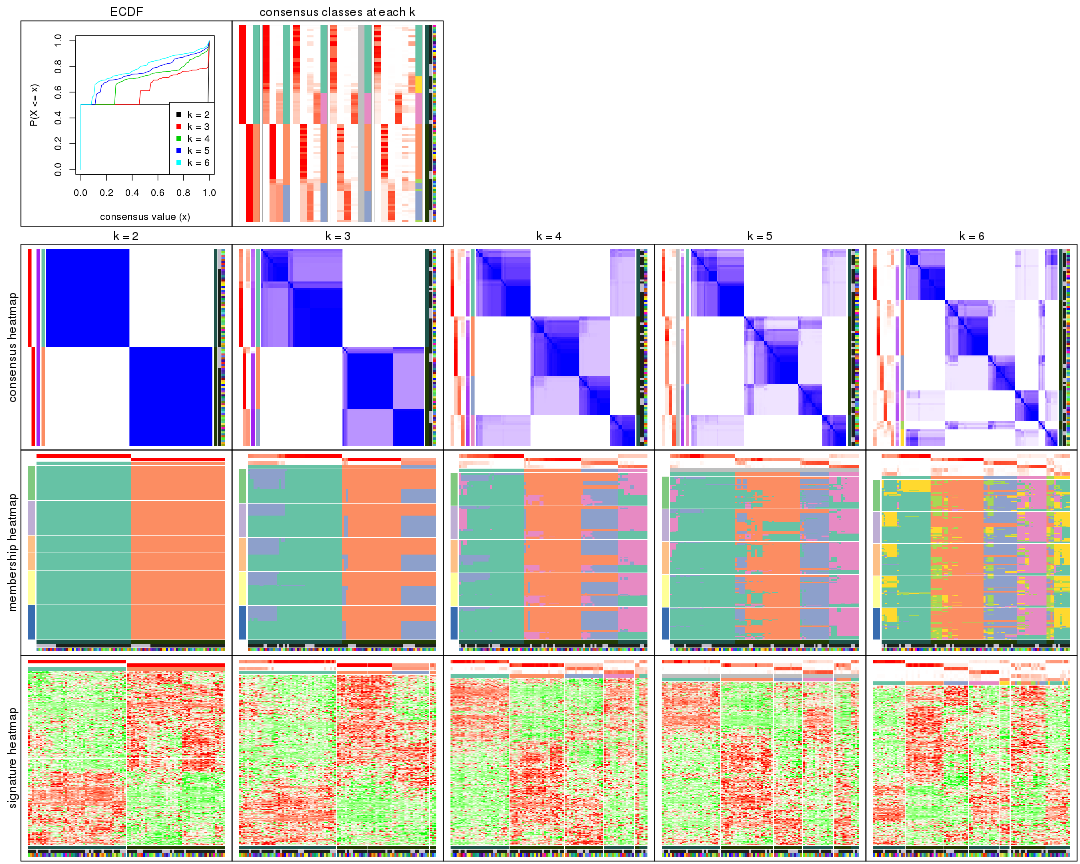 ECDF
consensus classes at each k
P(X <= x)
0.0 0.2 0.4 0.6 0.8 1.0
k = 2
k = 3
k = 4
k = 5
k = 6
0.0 0.2 0.4 0.6 0.8 1.0
consensus value (x)
k = 2 k = 3 k = 4 k = 5 k = 6
consensus heatmap
membership heatmap
signature heatmap